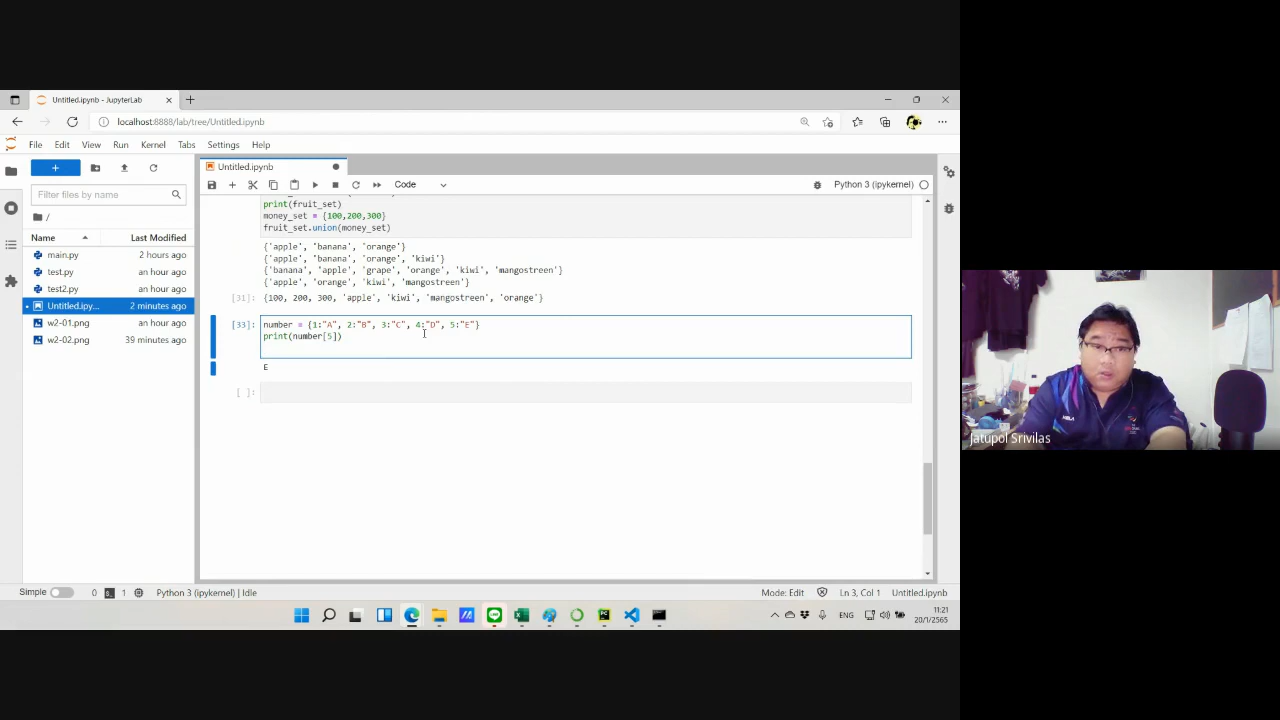 Untitled.ipynb - JupyterLab
localhost:8888/lab/tree/Untitled.ipynb
File Edit View Run Kernel Tabs Settings Help
Untitled.ipynb
Code
Python 3 (ipykernel)
Filter files by name
/
Name Last Modified
main.py 2 hours ago
test.py an hour ago
test2.py an hour ago
Untitled.ipy... 2 minutes ago
w2-01.png an hour ago
w2-02.png 39 minutes ago
print(fruit_set)
money_set = {100,200,300}
fruit_set.union(money_set)
{'apple', 'banana', 'orange'}
{'apple', 'banana', 'orange', 'kiwi'}
{'banana', 'apple', 'grape', 'orange', 'kiwi', 'mangostreen'}
{'apple', 'orange', 'kiwi', 'mangostreen'}
[31]: {100, 200, 300, 'apple', 'kiwi', 'mangostreen', 'orange'}
[33]: number = {1:"A", 2:"B", 3:"C", 4:"D", 5:"E"}
print(number[5])
E
[ ]:
Jatupol Srivilas
Simple 0 1 Python 3 (ipykernel) | Idle
Mode: Edit Ln 3, Col 1 Untitled.ipynb
ENG
11:21
20/1/2565